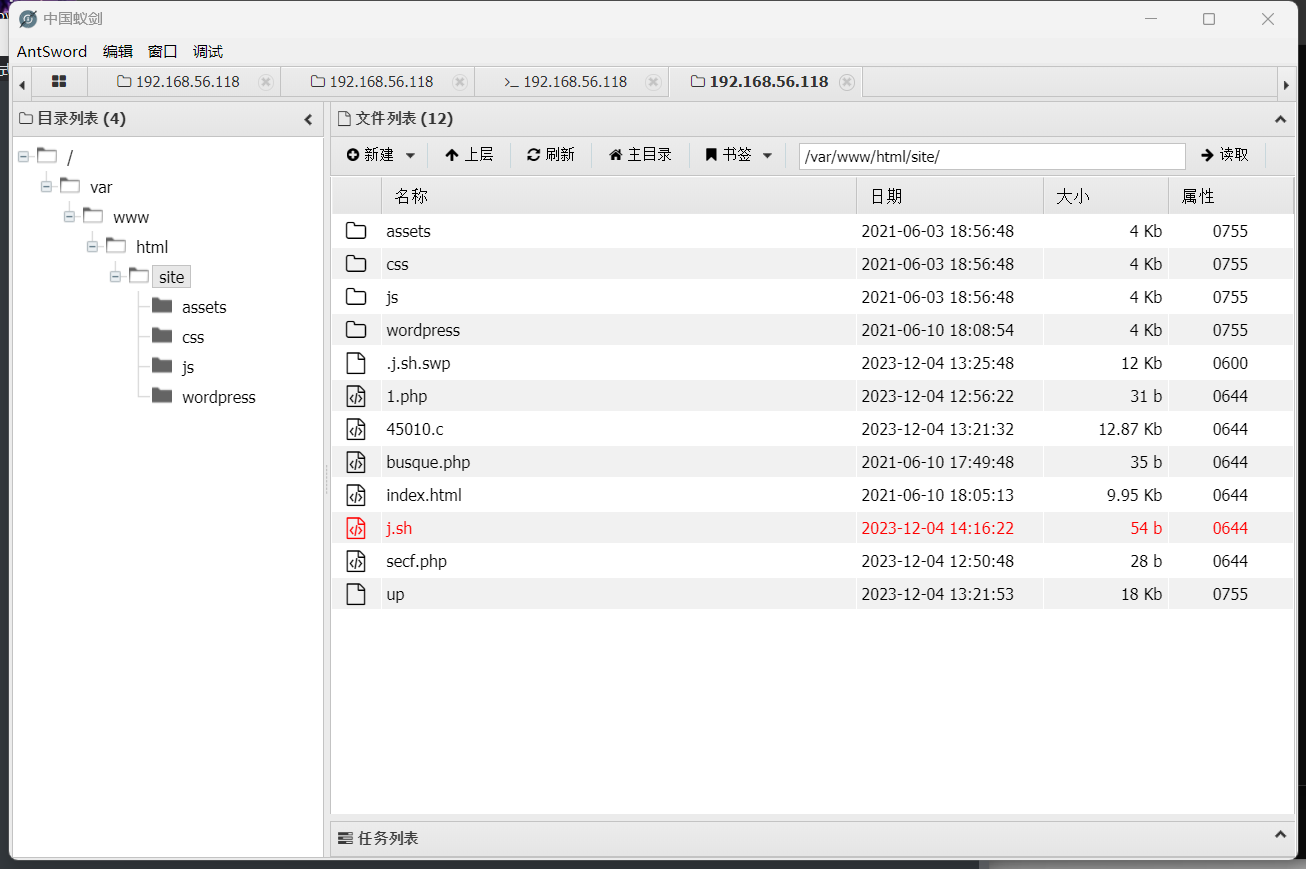 中国蚁剑
AntSword 编辑 窗口 调试
192.168.56.118 192.168.56.118 >_ 192.168.56.118 192.168.56.118
目录列表 (4)
/
var
www
html
site
assets
css
js
wordpress
文件列表 (12)
新建 上层 刷新 主目录 书签 /var/www/html/site/ 读取
名称 日期 大小 属性
assets 2021-06-03 18:56:48 4 Kb 0755
css 2021-06-03 18:56:48 4 Kb 0755
js 2021-06-03 18:56:48 4 Kb 0755
wordpress 2021-06-10 18:08:54 4 Kb 0755
.j.sh.swp 2023-12-04 13:25:48 12 Kb 0600
1.php 2023-12-04 12:56:22 31 b 0644
45010.c 2023-12-04 13:21:32 12.87 Kb 0644
busque.php 2021-06-10 17:49:48 35 b 0644
index.html 2021-06-10 18:05:13 9.95 Kb 0644
j.sh 2023-12-04 14:16:22 54 b 0644
secf.php 2023-12-04 12:50:48 28 b 0644
up 2023-12-04 13:21:53 18 Kb 0755
任务列表